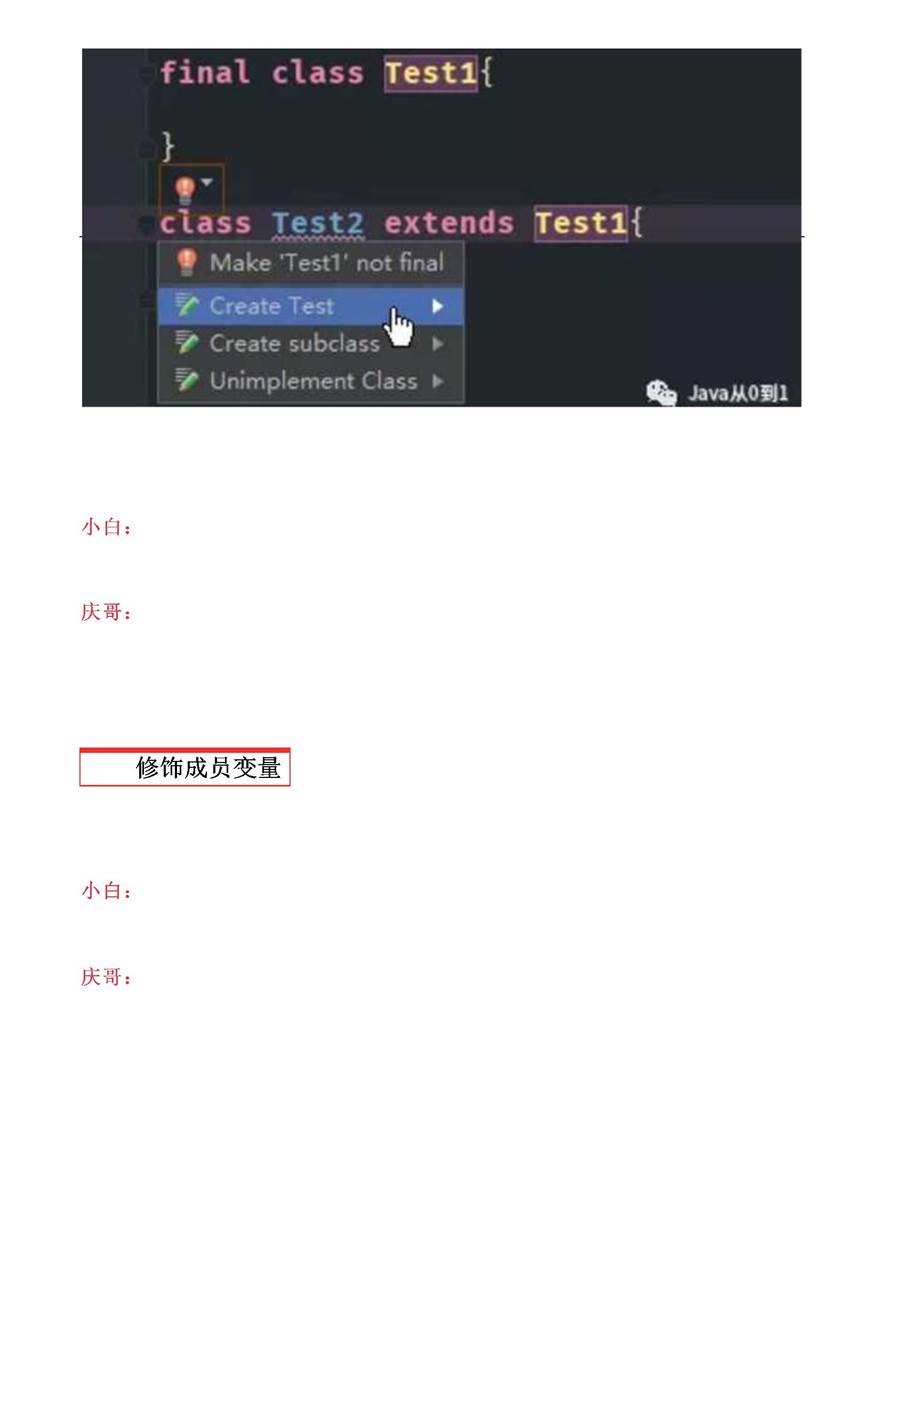 final class Test1{
}
class Test2 extends Test1{
Make 'Test1' not final
Create Test
Create subclass
Unimplement Class
Java从0到1
小白：
庆哥：
修饰成员变量
小白：
庆哥：